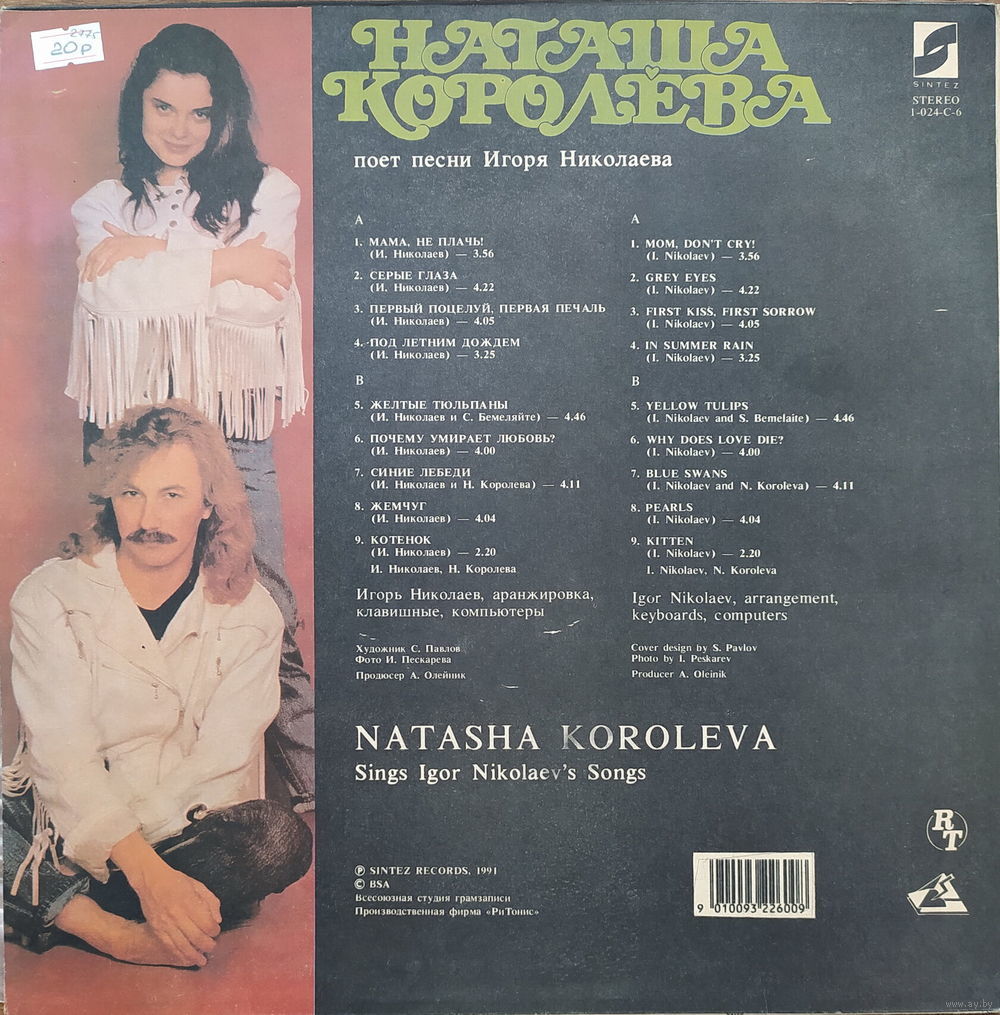 277г
20р
НАТАША
КОРОЛЁВА
поет песни Игоря Николаева
SINTEZ
STEREO
1-024-C-6
А
1. МАМА, НЕ ПЛАЧЬ!
(И. Николаев) — 3.56
2. СЕРЫЕ ГЛАЗА
(И. Николаев) — 4.22
3. ПЕРВЫЙ ПОЦЕЛУЙ, ПЕРВАЯ ПЕЧАЛЬ
(И. Николаев) — 4.05
4. ПОД ЛЕТНИМ ДОЖДЕМ
(И. Николаев) — 3.25
В
5. ЖЕЛТЫЕ ТЮЛЬПАНЫ
(И. Николаев и С. Бемеляйте) — 4.46
6. ПОЧЕМУ УМИРАЕТ ЛЮБОВЬ?
(И. Николаев) — 4.00
7. СИНИЕ ЛЕБЕДИ
(И. Николаев и Н. Королева) — 4.11
8. ЖЕМЧУГ
(И. Николаев) — 4.04
9. КОТЕНОК
(И. Николаев) — 2.20
И. Николаев, Н. Королева
Игорь Николаев, аранжировка,
клавишные, компьютеры
Художник С. Павлов
Фото И. Пескарева
Продюсер А. Олейник
A
1. MOM, DON'T CRY!
(I. Nikolaev) — 3.56
2. GREY EYES
(I. Nikolaev) — 4.22
3. FIRST KISS, FIRST SORROW
(I. Nikolaev) — 4.05
4. IN SUMMER RAIN
(I. Nikolaev) — 3.25
B
5. YELLOW TULIPS
(I. Nikolaev and S. Bemelaite) — 4.46
6. WHY DOES LOVE DIE?
(I. Nikolaev) — 4.00
7. BLUE SWANS
(I. Nikolaev and N. Koroleva) — 4.11
8. PEARLS
(I. Nikolaev) — 4.04
9. KITTEN
(I. Nikolaev) — 2.20
I. Nikolaev, N. Koroleva
Igor Nikolaev, arrangement,
keyboards, computers
Cover design by S. Pavlov
Photo by I. Peskarev
Producer A. Oleinik
NATASHA KOROLEVA
Sings Igor Nikolaev's Songs
℗ SINTEZ RECORDS, 1991
© BSA
Всесоюзная студия грамзаписи
Производственная фирма «РиТонис»
9 010093 226009
RT
www.ay.by